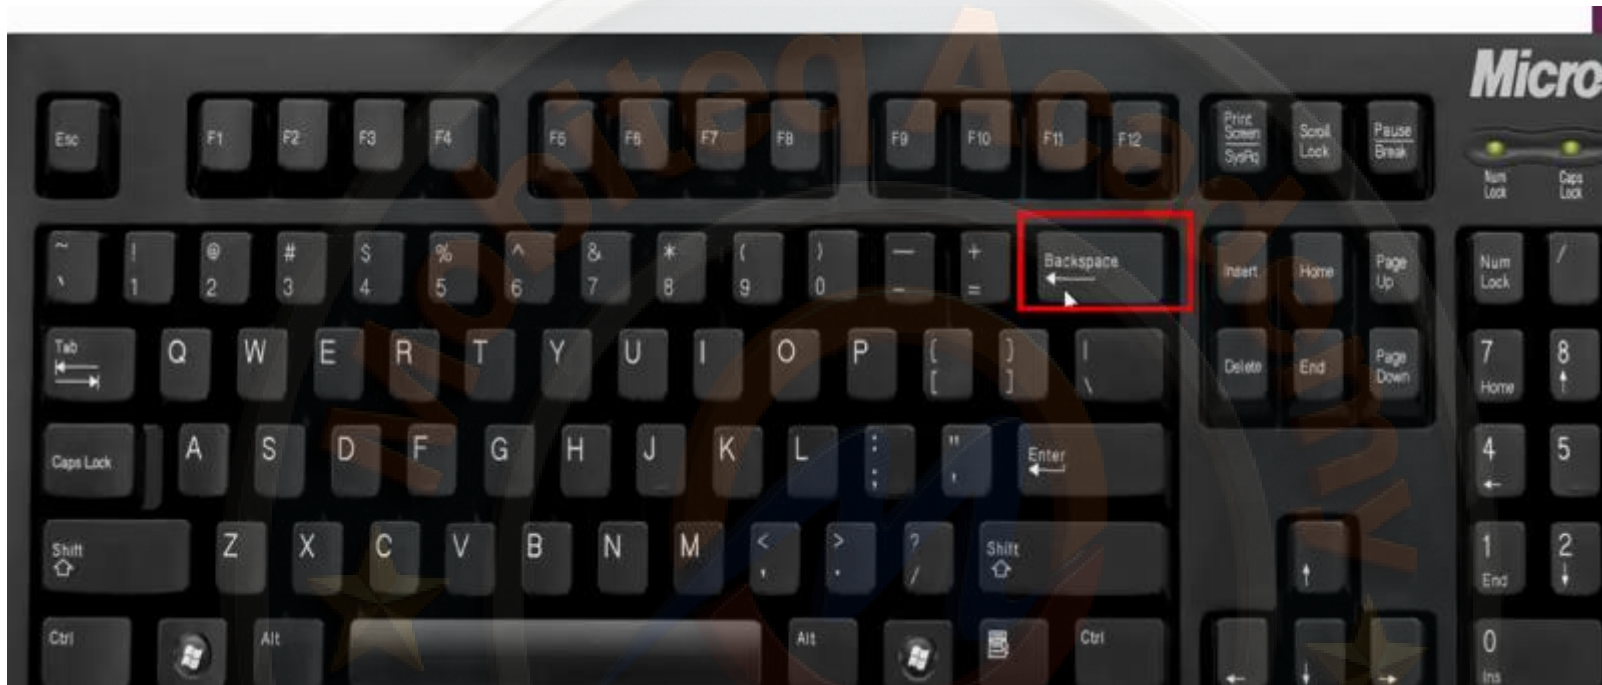 Micro
Esc F1 F2 F3 F4 F5 F6 F7 F8 F9 F10 F11 F12 Print Screen SysRq Scroll Lock Pause Break
Num Lock Caps Lock
~ ` ! 1 @ 2 # 3 $ 4 % 5 ^ 6 & 7 * 8 ( 9 ) 0 — – + = Backspace ← Insert Home Page Up Num Lock /
Tab Q W E R T Y U I O P { [ } ] | \ Delete End Page Down 7 Home 8 ↑
Caps Lock A S D F G H J K L : ; " ' Enter ← 4 ← 5
Shift Z X C V B N M < , > . ? / Shift ↑ 1 End 2 ↓
Ctrl Alt Alt Ctrl ← ↓ → 0 Ins
Mobiteq Academy